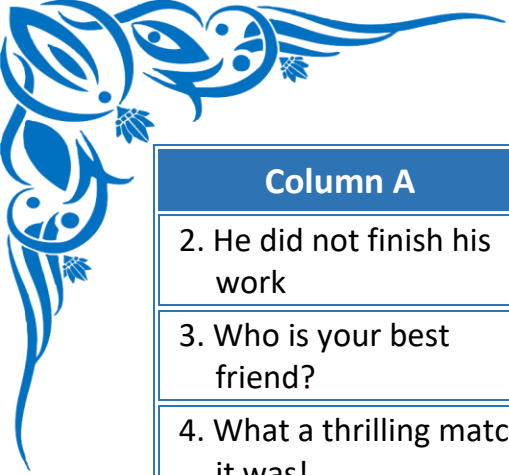 Column A
2. He did not finish his
work
3. Who is your best
friend?
4. What a thrilling matc
it was!